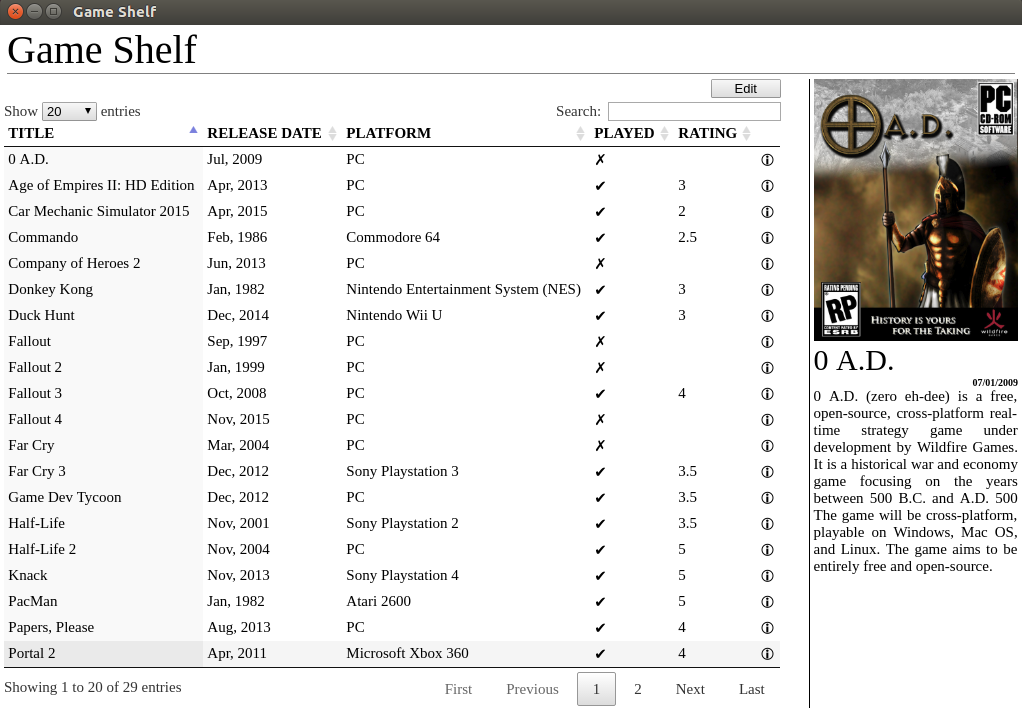 Game Shelf
Game Shelf
Edit
Show 20 entries Search:
TITLE RELEASE DATE PLATFORM PLAYED RATING
0 A.D. Jul, 2009 PC ✗
Age of Empires II: HD Edition Apr, 2013 PC ✔ 3
Car Mechanic Simulator 2015 Apr, 2015 PC ✔ 2
Commando Feb, 1986 Commodore 64 ✔ 2.5
Company of Heroes 2 Jun, 2013 PC ✗
Donkey Kong Jan, 1982 Nintendo Entertainment System (NES) ✔ 3
Duck Hunt Dec, 2014 Nintendo Wii U ✔ 3
Fallout Sep, 1997 PC ✗
Fallout 2 Jan, 1999 PC ✗
Fallout 3 Oct, 2008 PC ✔ 4
Fallout 4 Nov, 2015 PC ✗
Far Cry Mar, 2004 PC ✗
Far Cry 3 Dec, 2012 Sony Playstation 3 ✔ 3.5
Game Dev Tycoon Dec, 2012 PC ✔ 3.5
Half-Life Nov, 2001 Sony Playstation 2 ✔ 3.5
Half-Life 2 Nov, 2004 PC ✔ 5
Knack Nov, 2013 Sony Playstation 4 ✔ 5
PacMan Jan, 1982 Atari 2600 ✔ 5
Papers, Please Aug, 2013 PC ✔ 4
Portal 2 Apr, 2011 Microsoft Xbox 360 ✔ 4
Showing 1 to 20 of 29 entries First Previous 1 2 Next Last
PC
CD-ROM
SOFTWARE
A.D.
RATING PENDING
RP
CONTENT RATED BY
ESRB
HISTORY IS YOURS
FOR THE TAKING
wildfire
0 A.D.
07/01/2009
0 A.D. (zero eh-dee) is a free,
open-source, cross-platform real-
time strategy game under
development by Wildfire Games.
It is a historical war and economy
game focusing on the years
between 500 B.C. and A.D. 500
The game will be cross-platform,
playable on Windows, Mac OS,
and Linux. The game aims to be
entirely free and open-source.